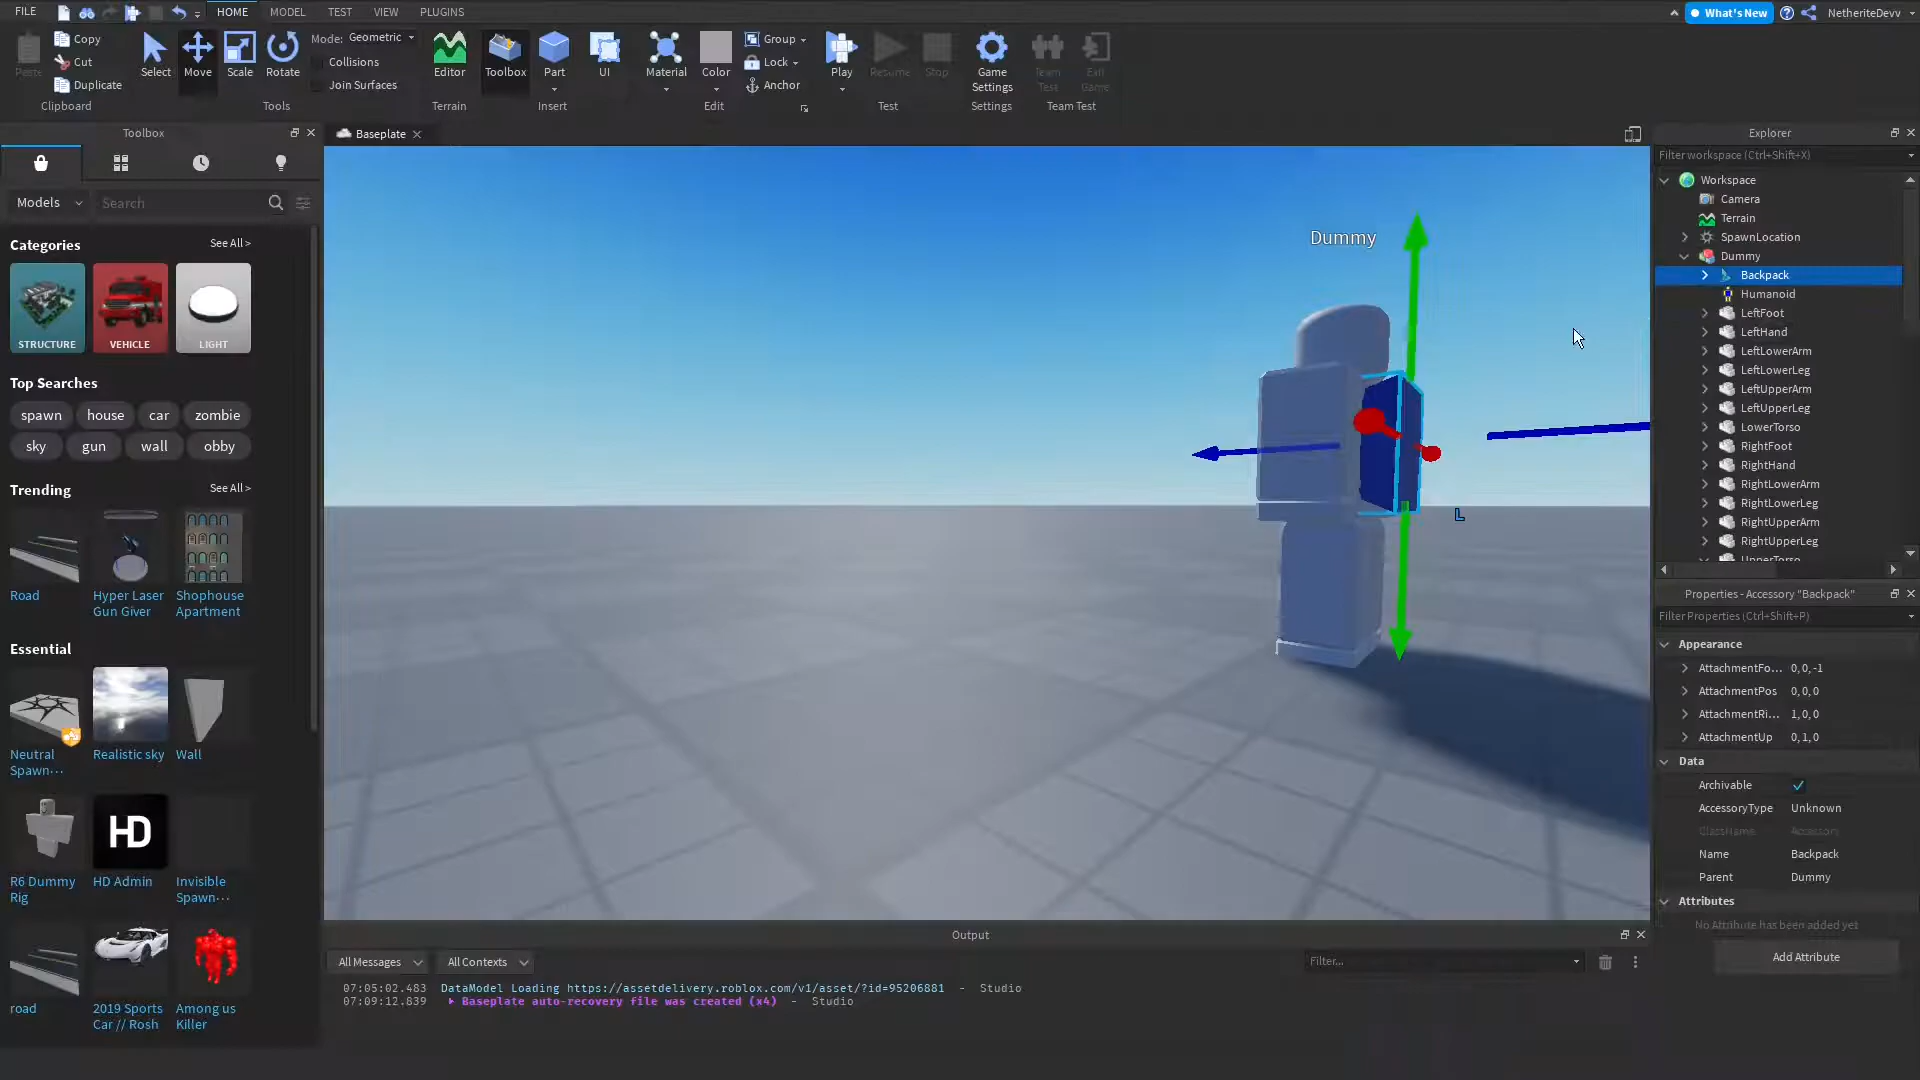 FILE HOME MODEL TEST VIEW PLUGINS What's New NetheriteDevv
Paste Copy Cut Duplicate Clipboard
Select Move Scale Rotate Mode: Geometric Collisions Join Surfaces Tools
Editor Terrain
Toolbox Part UI Insert
Material Color Group Lock Anchor Edit
Play Resume Stop Test
Game Settings Settings
Team Test Exit Game Team Test
Toolbox
Models Search
Categories See All >
STRUCTURE VEHICLE LIGHT
Top Searches
spawn house car zombie
sky gun wall obby
Trending See All >
Road
Hyper Laser Gun Giver
Shophouse Apartment
Essential
Neutral Spawn...
Realistic sky
Wall
R6 Dummy Rig
HD
HD Admin
Invisible Spawn...
road
2019 Sports Car // Rosh
Among us Killer
Baseplate
Dummy
L
Output
All Messages All Contexts Filter...
07:05:02.483 DataModel Loading https://assetdelivery.roblox.com/v1/asset/?id=95206881 - Studio
07:09:12.839 Baseplate auto-recovery file was created (x4) - Studio
Explorer
Filter workspace (Ctrl+Shift+X)
Workspace
Camera
Terrain
SpawnLocation
Dummy
Backpack
Humanoid
LeftFoot
LeftHand
LeftLowerArm
LeftLowerLeg
LeftUpperArm
LeftUpperLeg
LowerTorso
RightFoot
RightHand
RightLowerArm
RightLowerLeg
RightUpperArm
RightUpperLeg
UpperTorso
Properties - Accessory "Backpack"
Filter Properties (Ctrl+Shift+P)
Appearance
AttachmentFo... 0, 0, -1
AttachmentPos 0, 0, 0
AttachmentRi... 1, 0, 0
AttachmentUp 0, 1, 0
Data
Archivable
AccessoryType Unknown
ClassName Accessory
Name Backpack
Parent Dummy
Attributes
No Attribute has been added yet
Add Attribute